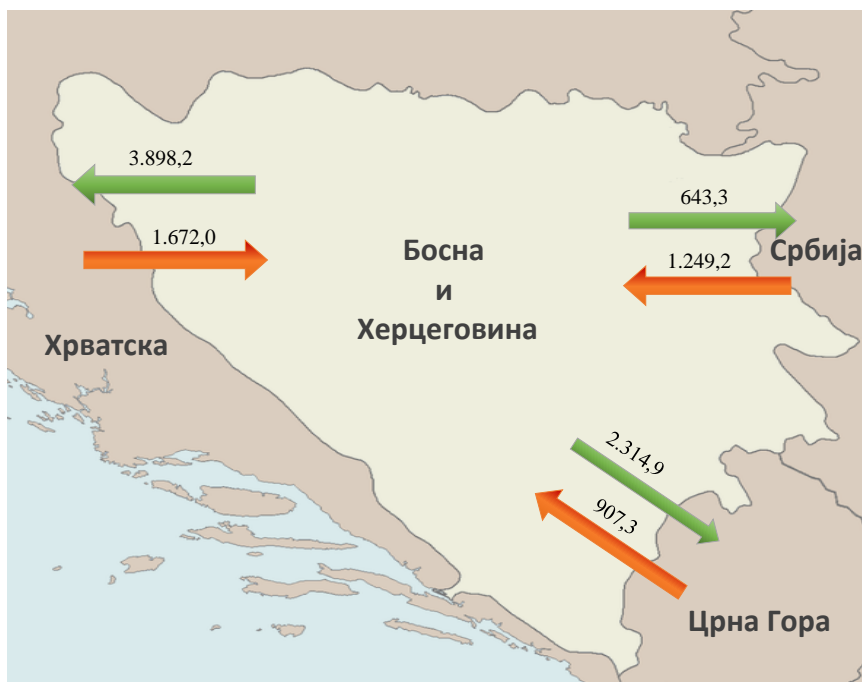 3.898,2
643,3
1.672,0
Босна
и
Херцеговина
Србија
1.249,2
Хрватска
2.314,9
907,3
Црна Гора